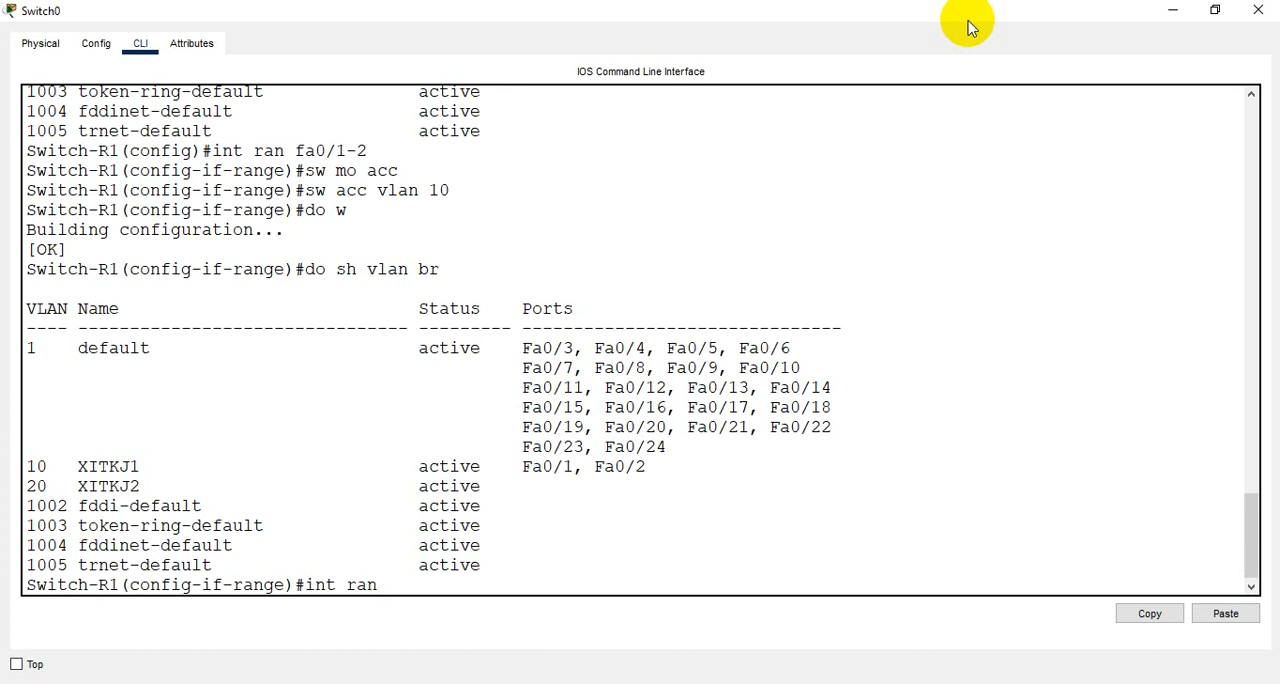 Switch0
Physical Config CLI Attributes
IOS Command Line Interface
1003 token-ring-default active
1004 fddinet-default active
1005 trnet-default active
Switch-R1(config)#int ran fa0/1-2
Switch-R1(config-if-range)#sw mo acc
Switch-R1(config-if-range)#sw acc vlan 10
Switch-R1(config-if-range)#do w
Building configuration...
[OK]
Switch-R1(config-if-range)#do sh vlan br
VLAN Name Status Ports
---- -------------------------------- --------- -------------------------------
1 default active Fa0/3, Fa0/4, Fa0/5, Fa0/6
Fa0/7, Fa0/8, Fa0/9, Fa0/10
Fa0/11, Fa0/12, Fa0/13, Fa0/14
Fa0/15, Fa0/16, Fa0/17, Fa0/18
Fa0/19, Fa0/20, Fa0/21, Fa0/22
Fa0/23, Fa0/24
10 XITKJ1 active Fa0/1, Fa0/2
20 XITKJ2 active
1002 fddi-default active
1003 token-ring-default active
1004 fddinet-default active
1005 trnet-default active
Switch-R1(config-if-range)#int ran
Copy Paste
Top